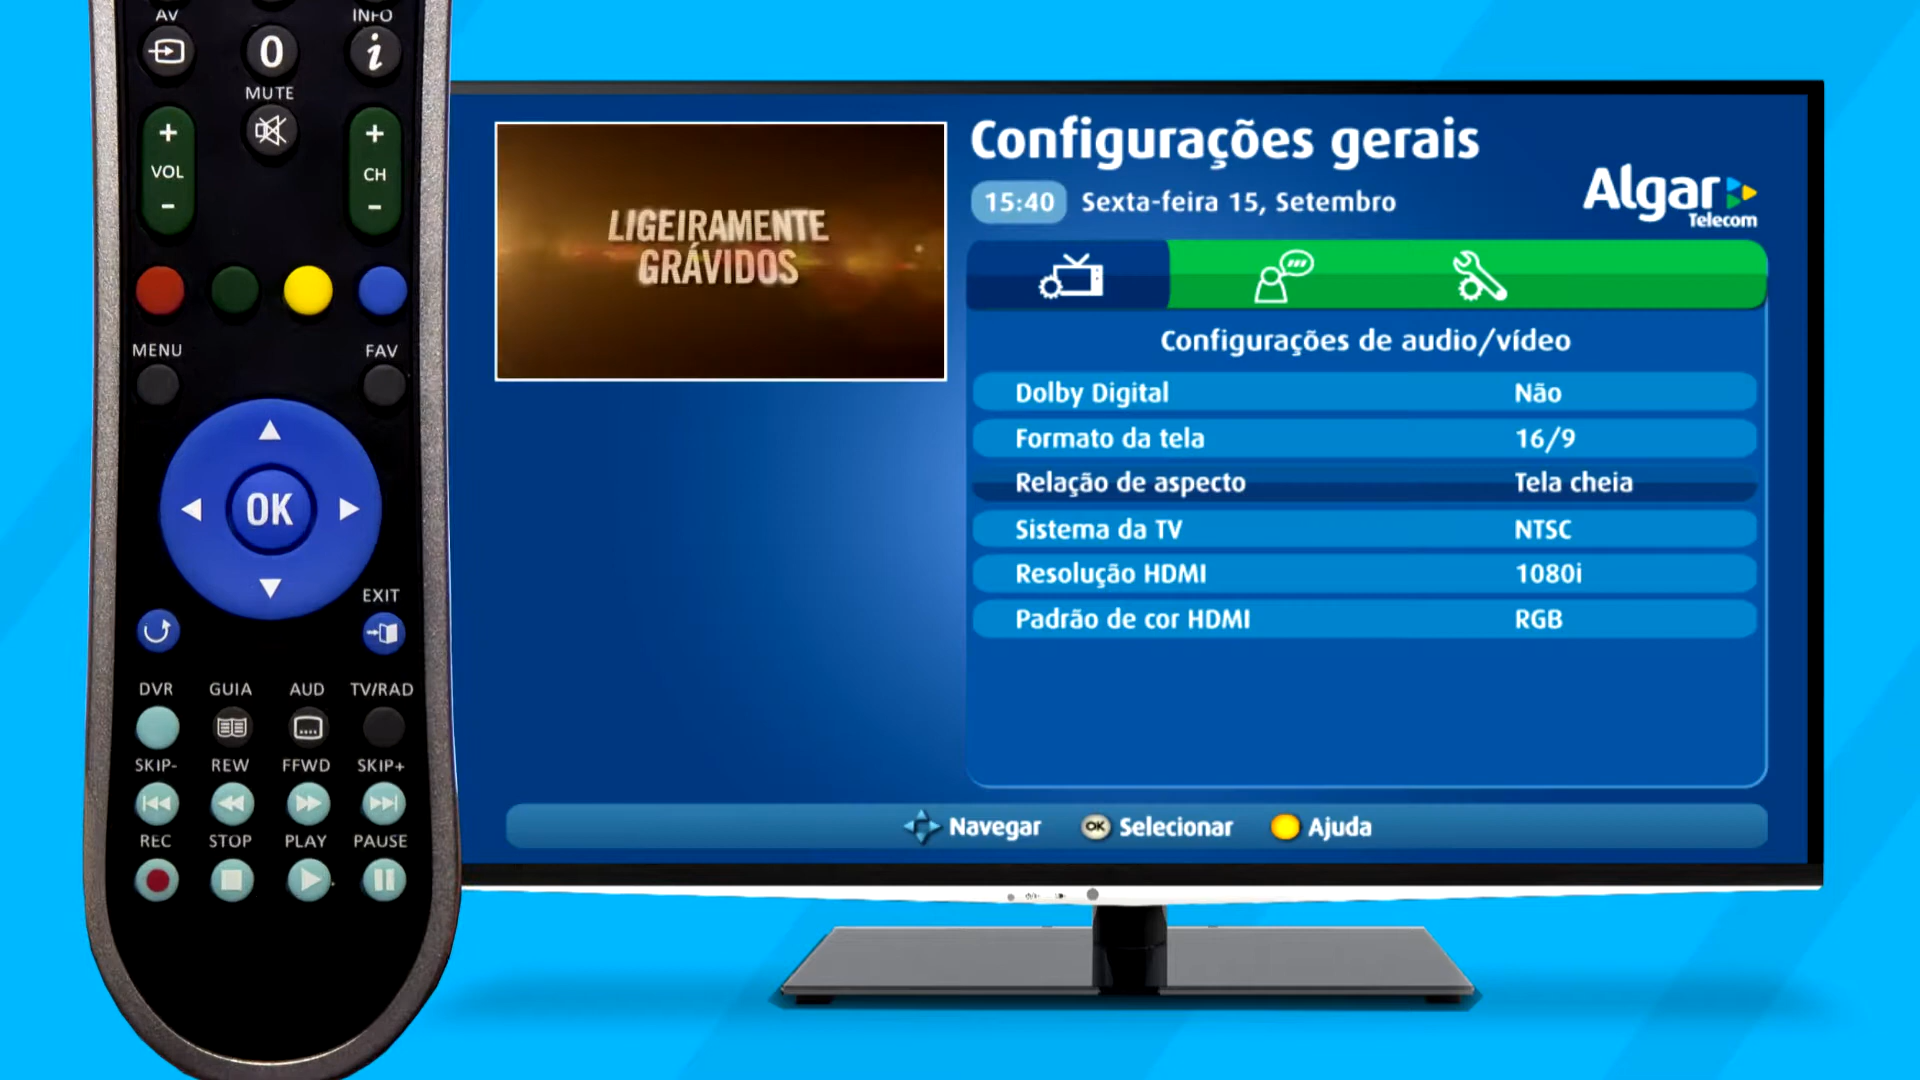 AV
INFO
0
i
MUTE
+
VOL
-
+
CH
-
MENU
FAV
OK
EXIT
DVR GUIA AUD TV/RAD
SKIP- REW FFWD SKIP+
REC STOP PLAY PAUSE
LIGEIRAMENTE
GRÁVIDOS
Configurações gerais
15:40 Sexta-feira 15, Setembro
Algar
Telecom
Configurações de audio/vídeo
Dolby Digital Não
Formato da tela 16/9
Relação de aspecto Tela cheia
Sistema da TV NTSC
Resolução HDMI 1080i
Padrão de cor HDMI RGB
Navegar OK Selecionar Ajuda